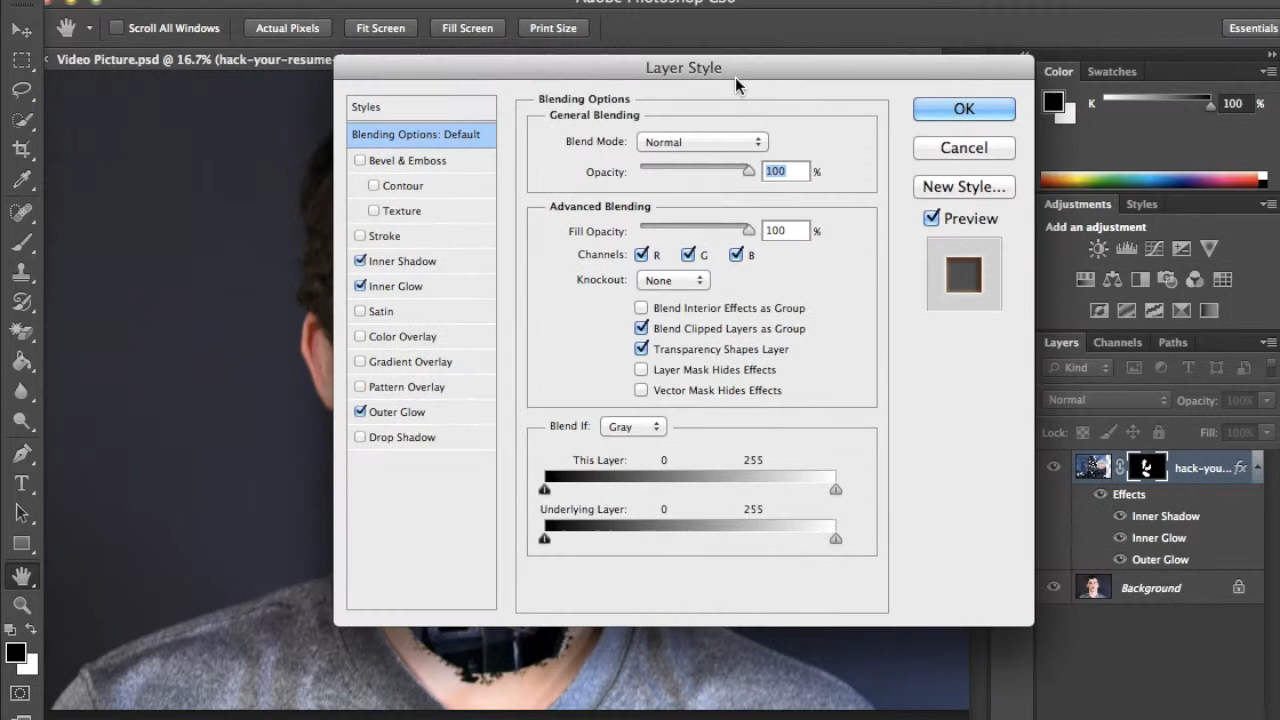 Adobe Photoshop CS6
Scroll All Windows
Actual Pixels
Fit Screen
Fill Screen
Print Size
Essentials
Video Picture.psd @ 16.7% (hack-your-resume-
Layer Style
Styles
Blending Options: Default
Bevel & Emboss
Contour
Texture
Stroke
Inner Shadow
Inner Glow
Satin
Color Overlay
Gradient Overlay
Pattern Overlay
Outer Glow
Drop Shadow
Blending Options
General Blending
Blend Mode: Normal
Opacity: 100 %
Advanced Blending
Fill Opacity: 100 %
Channels: R G B
Knockout: None
Blend Interior Effects as Group
Blend Clipped Layers as Group
Transparency Shapes Layer
Layer Mask Hides Effects
Vector Mask Hides Effects
Blend If: Gray
This Layer: 0 255
Underlying Layer: 0 255
OK
Cancel
New Style...
Preview
Color Swatches
K 100 %
Adjustments Styles
Add an adjustment
Layers Channels Paths
Kind
Normal Opacity: 100%
Lock: Fill: 100%
hack-you... fx
Effects
Inner Shadow
Inner Glow
Outer Glow
Background